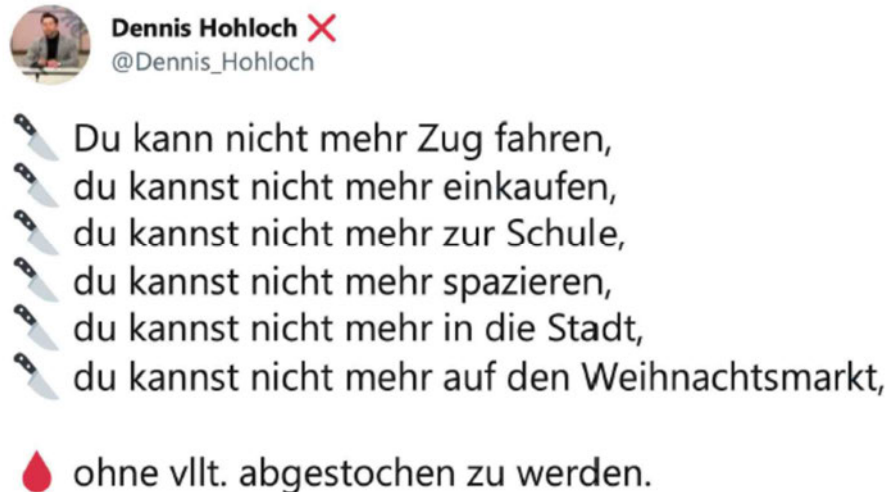 Dennis Hohloch ❌
@Dennis_Hohloch
🔪 Du kann nicht mehr Zug fahren,
🔪 du kannst nicht mehr einkaufen,
🔪 du kannst nicht mehr zur Schule,
🔪 du kannst nicht mehr spazieren,
🔪 du kannst nicht mehr in die Stadt,
🔪 du kannst nicht mehr auf den Weihnachtsmarkt,
🩸 ohne vllt. abgestochen zu werden.